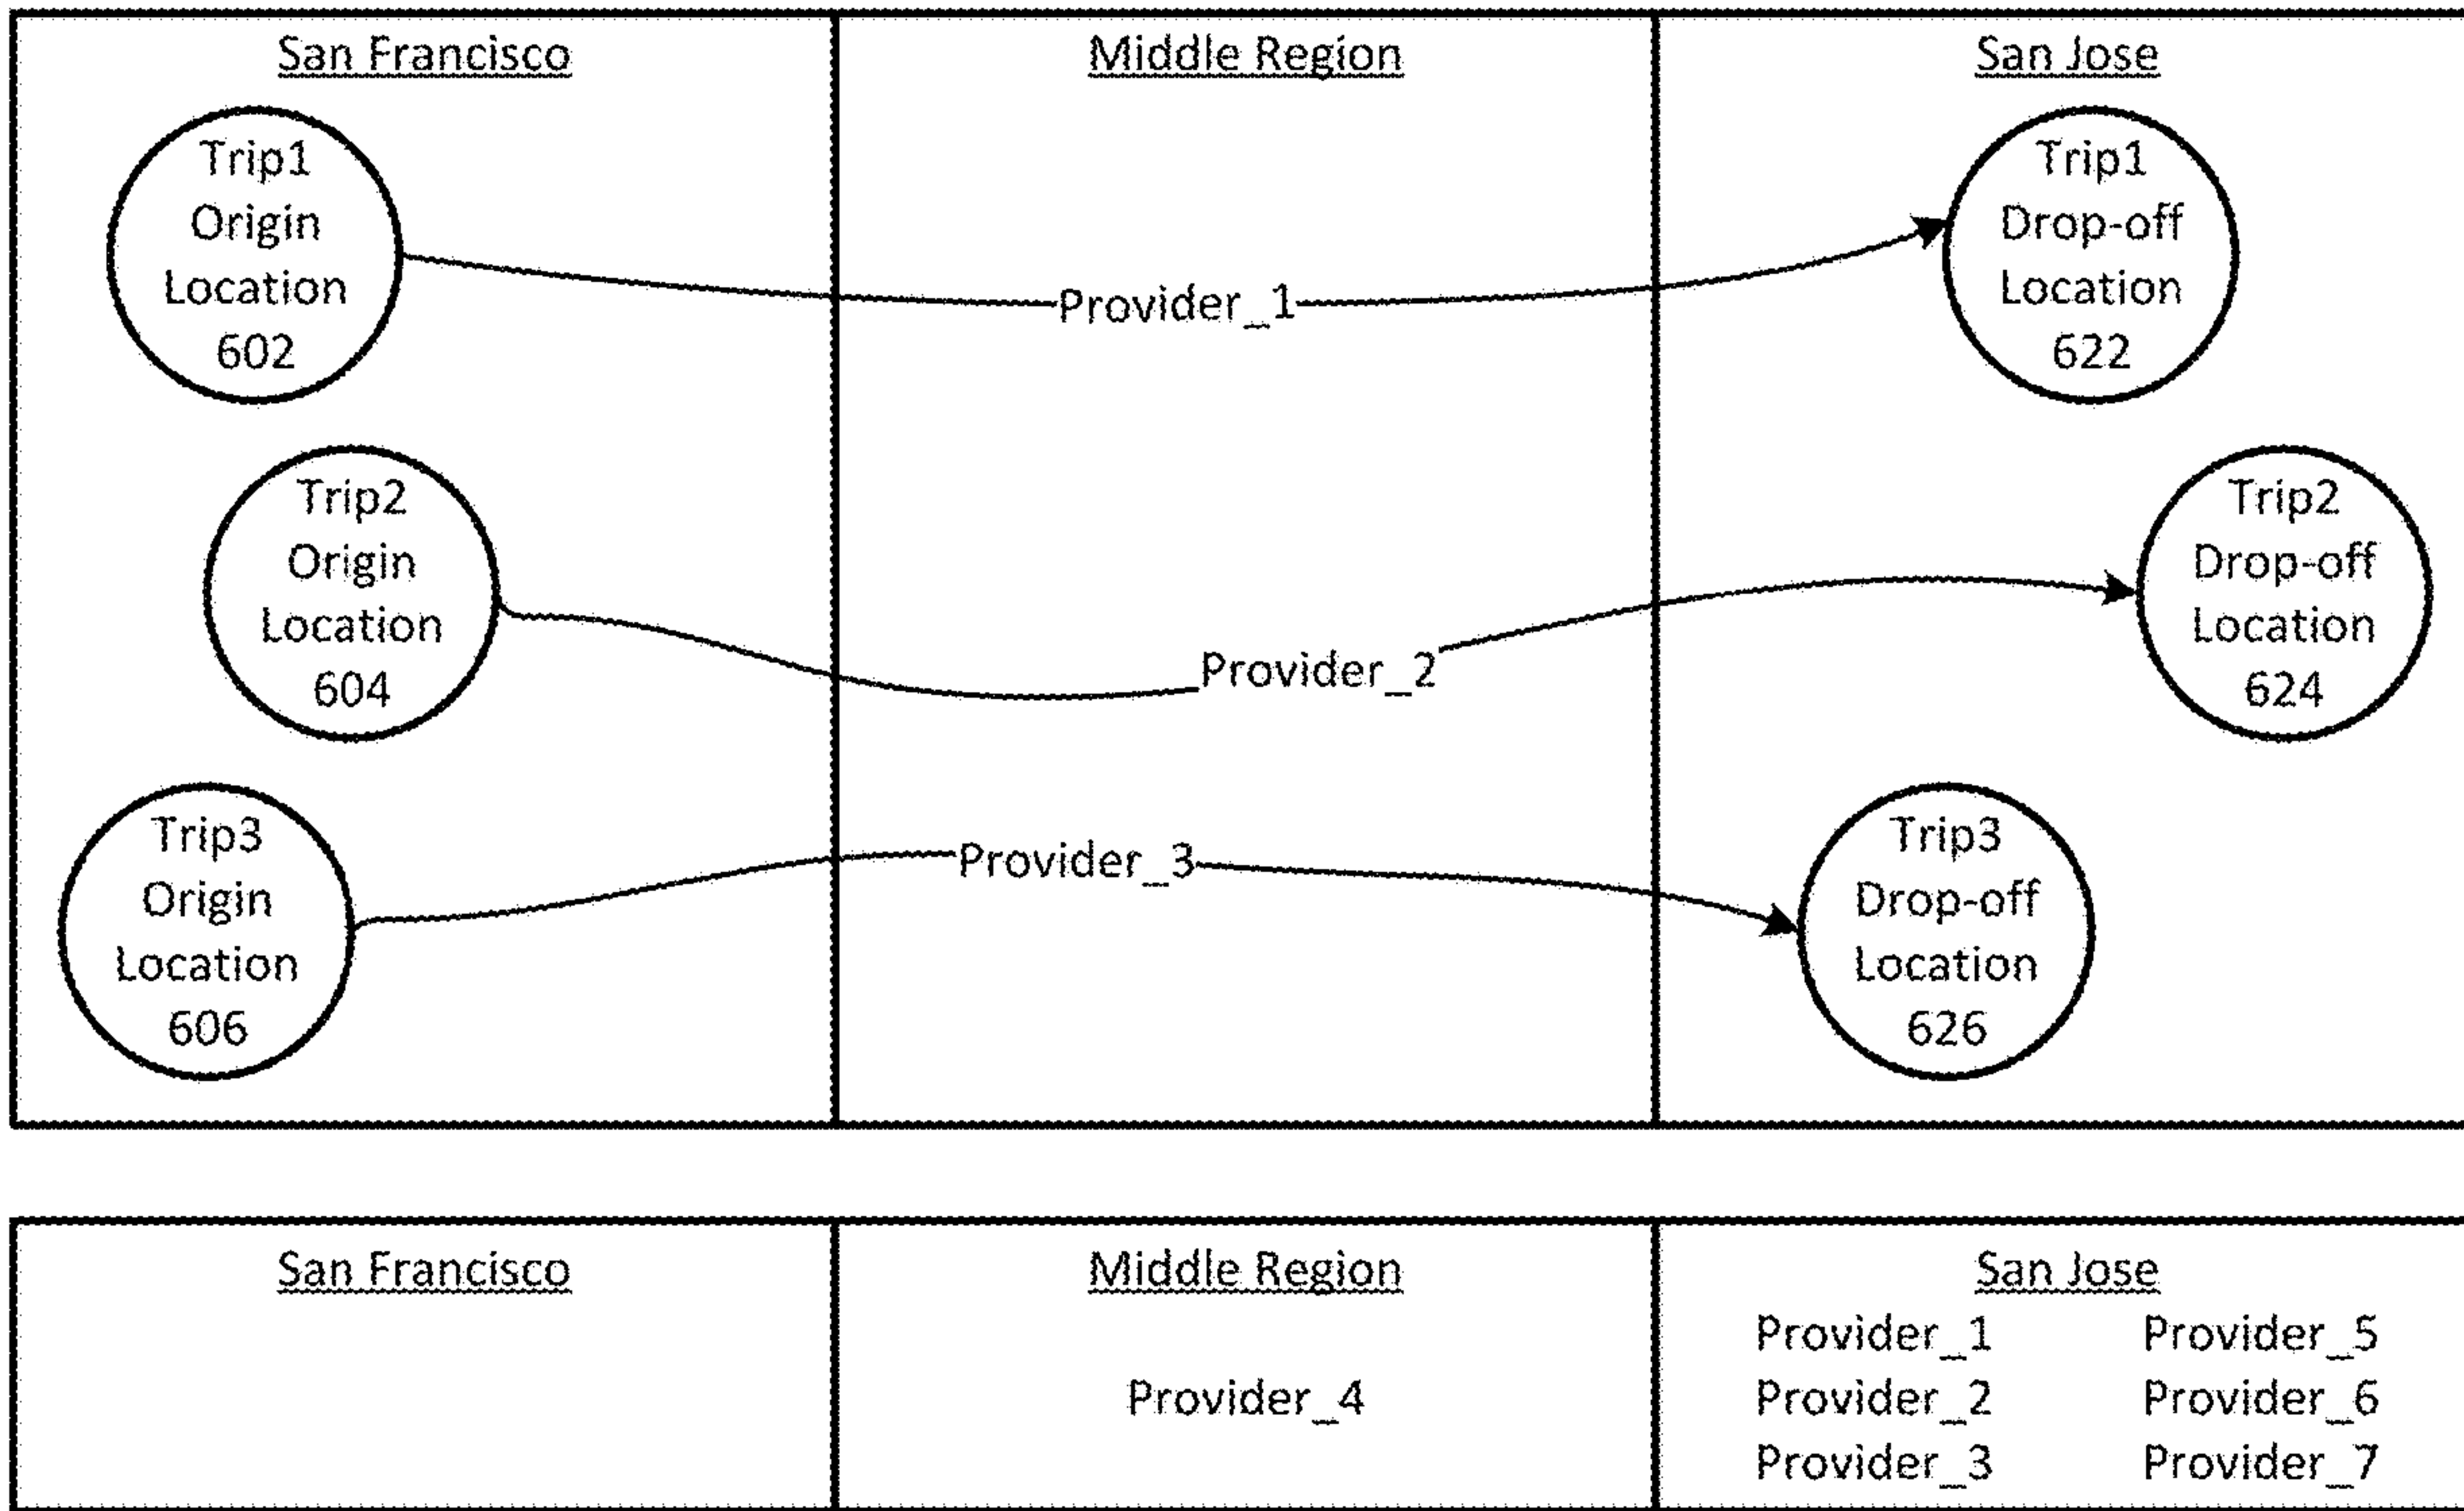 San Francisco
Middle Region
San Jose
Trip1
Origin
Location
602
Provider_1
Trip1
Drop-off
Location
622
Trip2
Origin
Location
604
Provider_2
Trip2
Drop-off
Location
624
Trip3
Origin
Location
606
Provider_3
Trip3
Drop-off
Location
626
San Francisco
Middle Region
Provider_4
San Jose
Provider_1 Provider_5
Provider_2 Provider_6
Provider_3 Provider_7